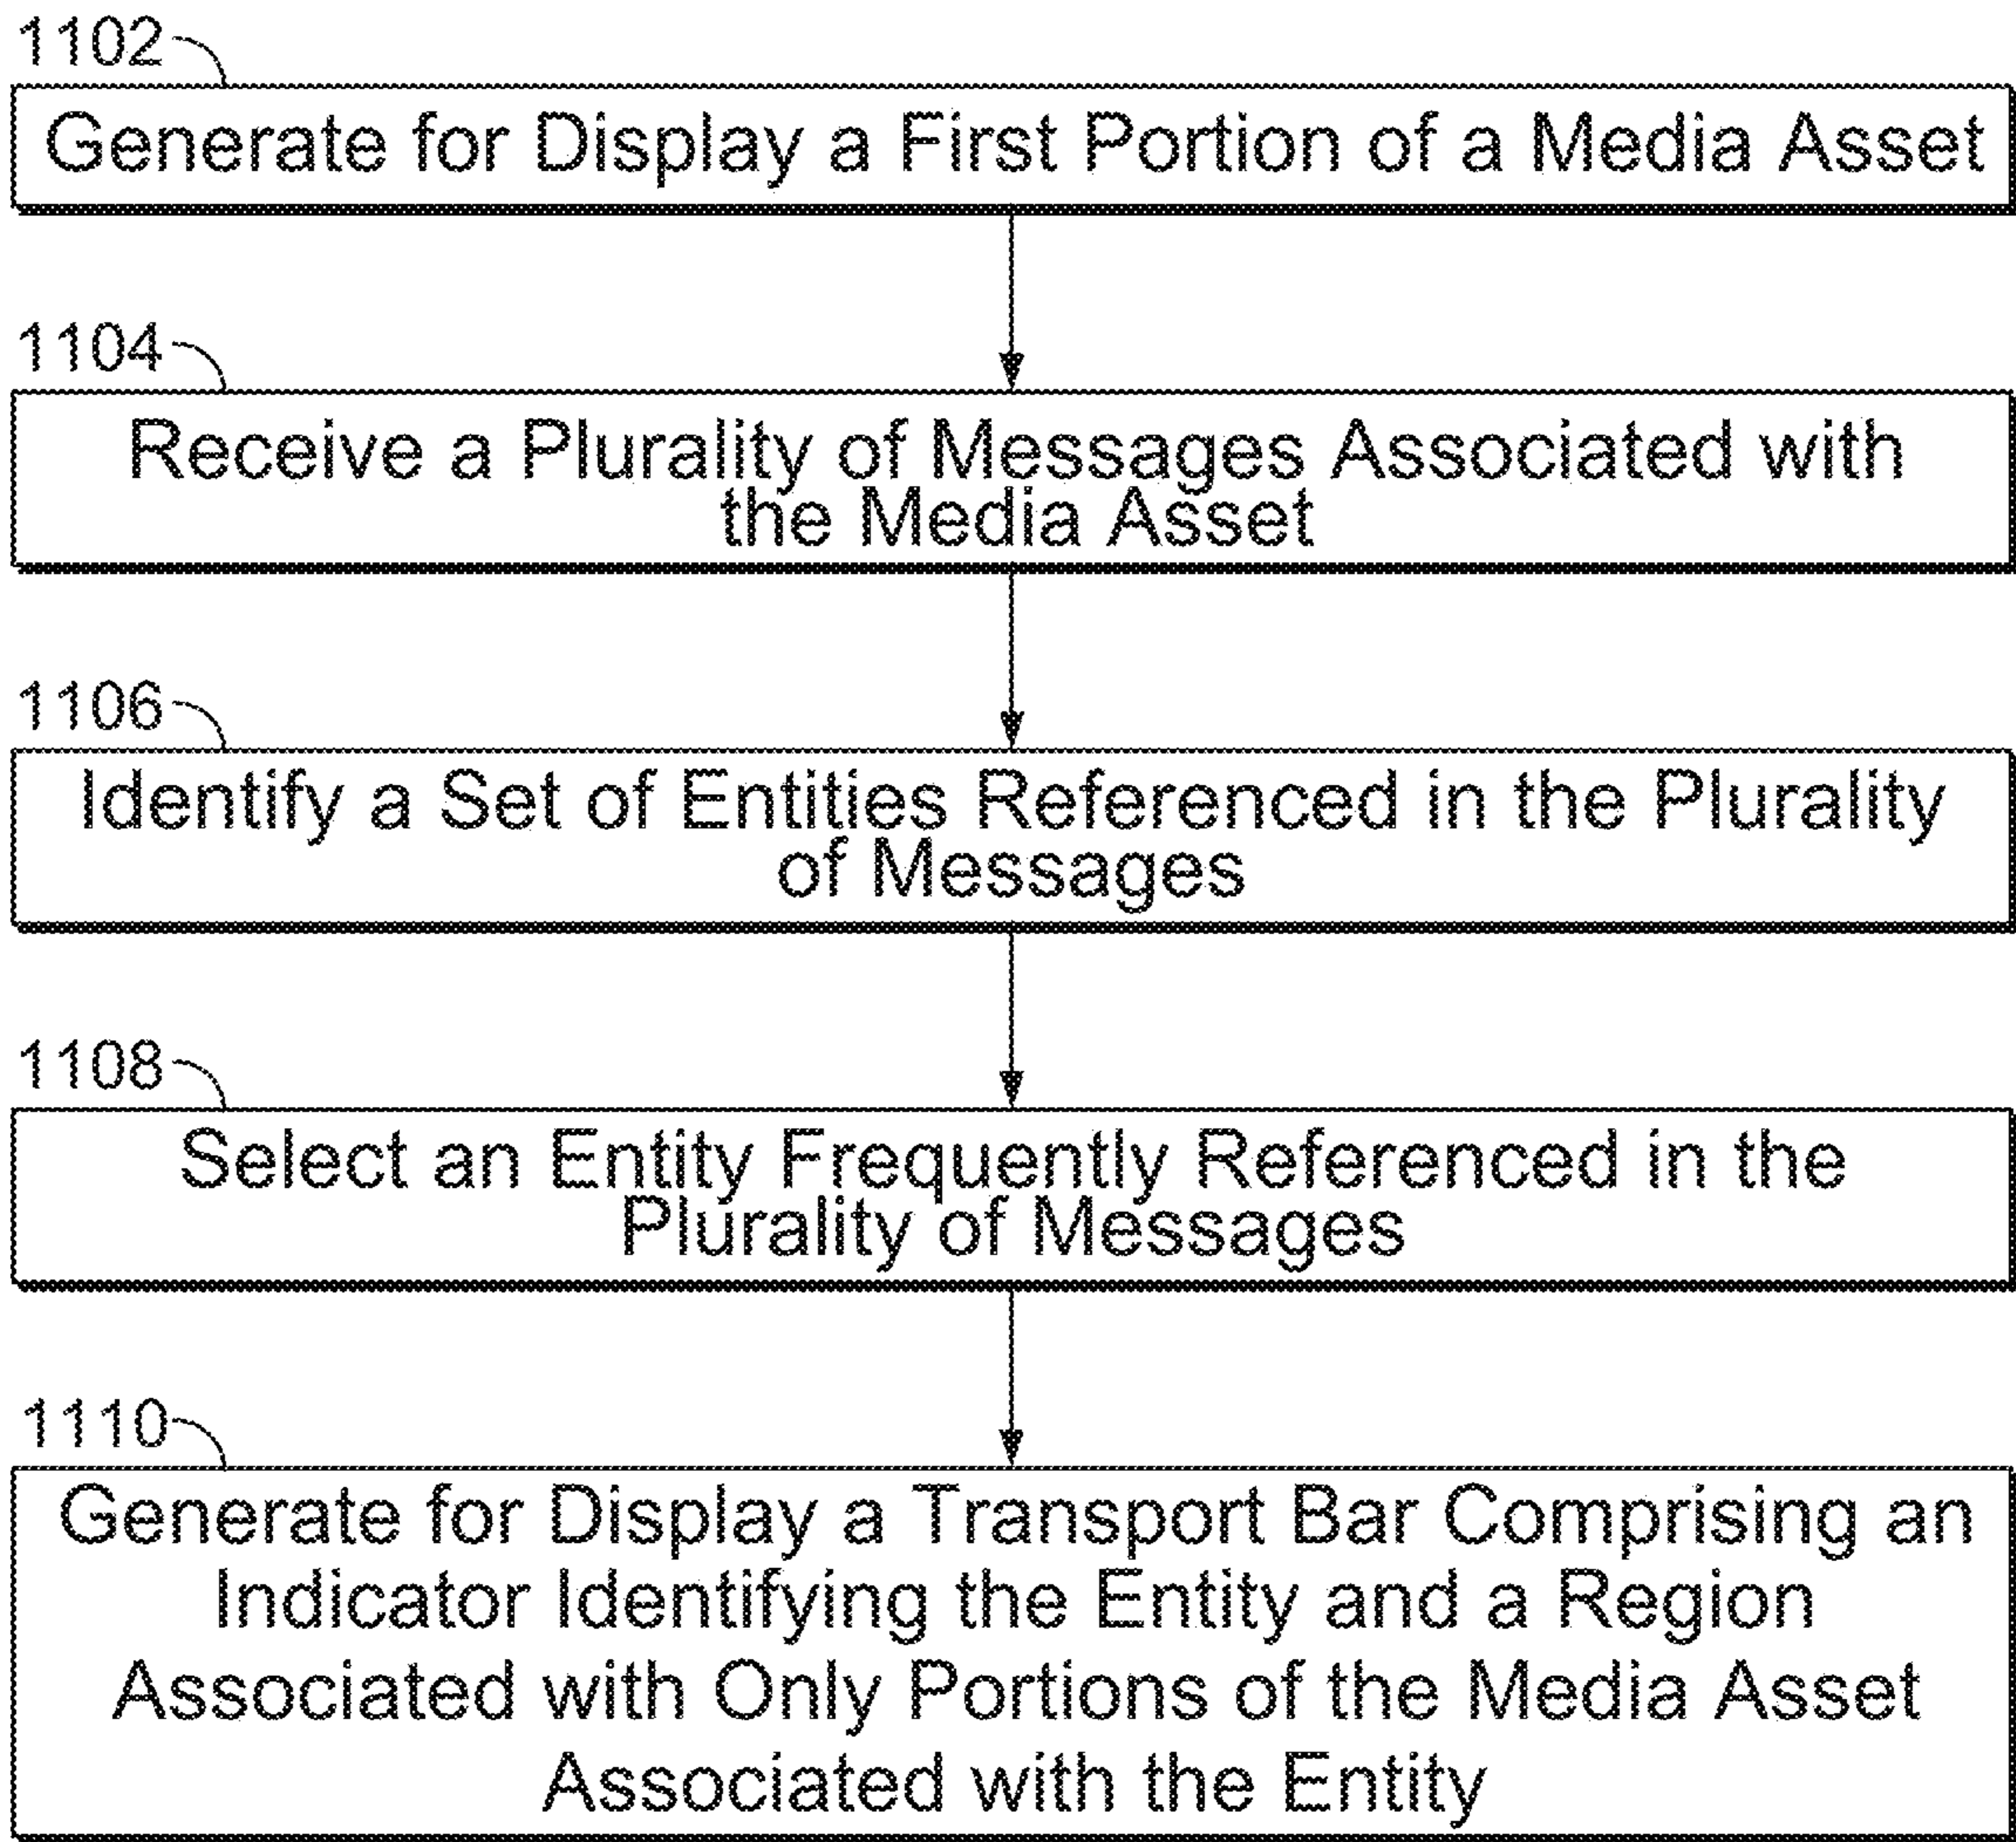 1102
Generate for Display a First Portion of a Media Asset
1104
Receive a Plurality of Messages Associated with
the Media Asset
1106
Identify a Set of Entities Referenced in the Plurality
of Messages
1108
Select an Entity Frequently Referenced in the
Plurality of Messages
1110
Generate for Display a Transport Bar Comprising an
Indicator Identifying the Entity and a Region
Associated with Only Portions of the Media Asset
Associated with the Entity